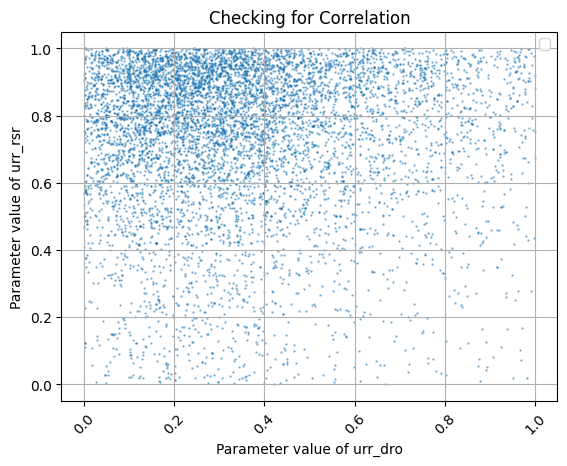 Checking for Correlation
Parameter value of urr_rsr
1.0
0.8
0.6
0.4
0.2
0.0
0.0 0.2 0.4 0.6 0.8 1.0
Parameter value of urr_dro